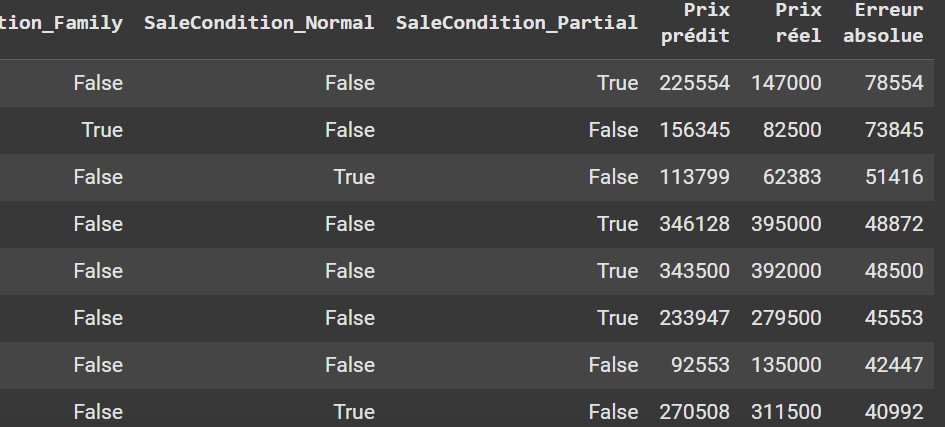 tion_Family SaleCondition_Normal SaleCondition_Partial Prix prédit Prix réel Erreur absolue
False False True 225554 147000 78554
True False False 156345 82500 73845
False True False 113799 62383 51416
False False True 346128 395000 48872
False False True 343500 392000 48500
False False True 233947 279500 45553
False False False 92553 135000 42447
False True False 270508 311500 40992